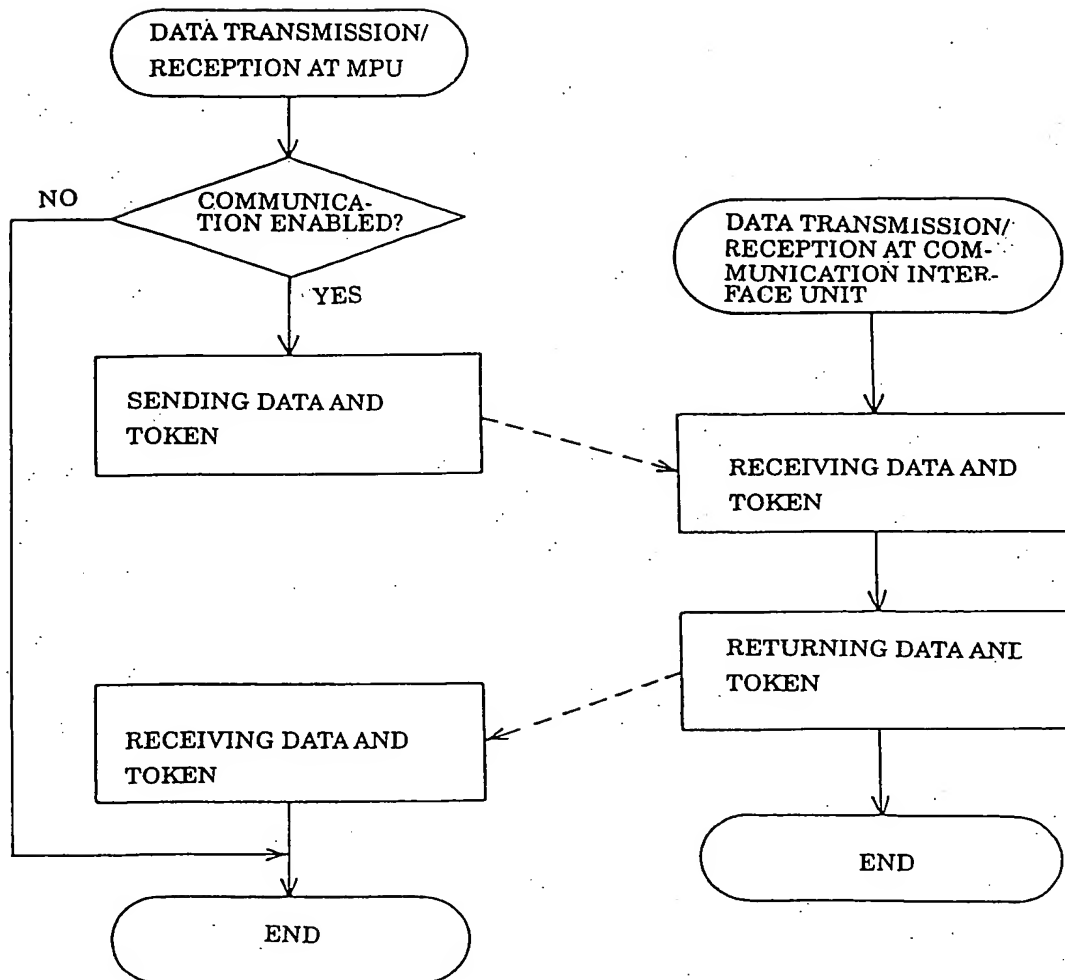 DATA TRANSMISSION/
RECEPTION AT MPU
NO
COMMUNICA-
TION ENABLED?
YES
SENDING DATA AND
TOKEN
RECEIVING DATA AND
TOKEN
END
DATA TRANSMISSION/
RECEPTION AT COM-
MUNICATION INTER-
FACE UNIT
RECEIVING DATA AND
TOKEN
RETURNING DATA AND
TOKEN
END